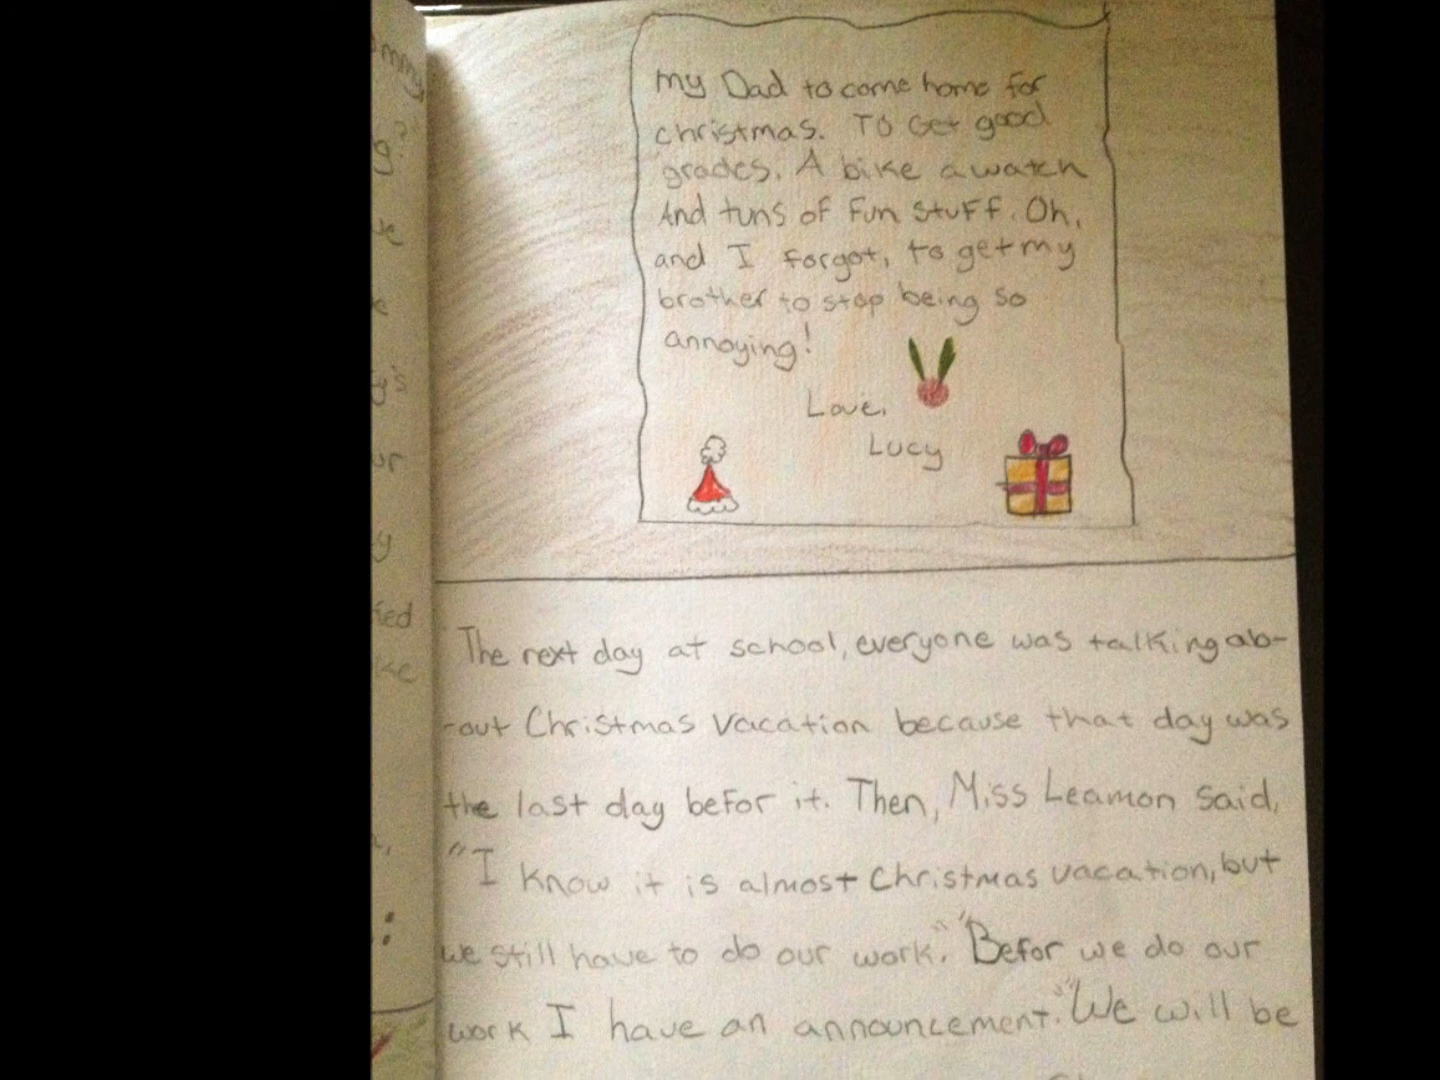 my Dad to come home for
christmas. To Get good
grades. A bike a watch
And tuns of Fun stuFF. Oh,
and I forgot, to get my
brother to stop being so
annoying!
Love,
Lucy
The next day at school, everyone was talking ab-
-out Christmas Vacation because that day was
the last day befor it. Then, Miss Leamon said,
"I know it is almost Christmas vacation, but
we still have to do our work." "Befor we do our
work I have an announcement." "We will be